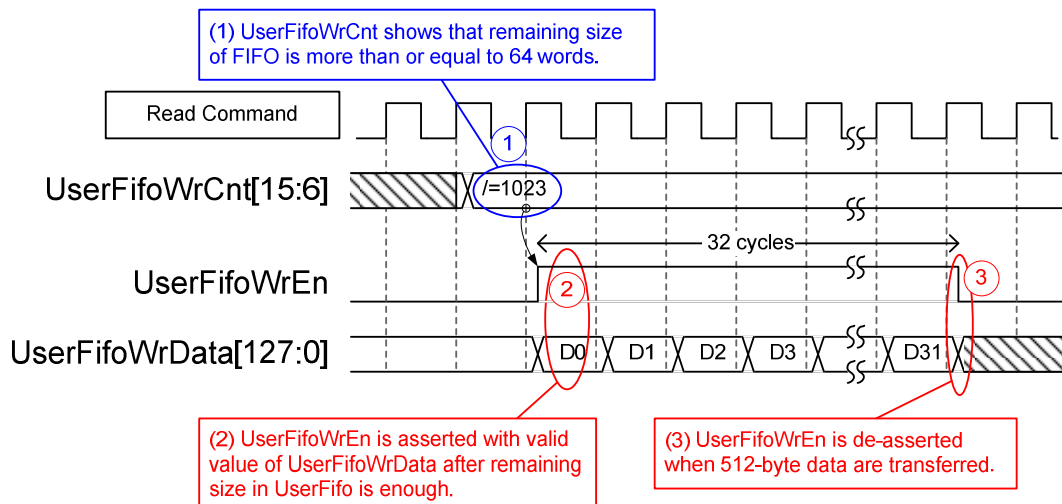 (1) UserFifoWrCnt shows that remaining size
of FIFO is more than or equal to 64 words.
Read Command
1
UserFifoWrCnt[15:6]
/=1023
32 cycles
UserFifoWrEn
2
3
UserFifoWrData[127:0]
D0
D1
D2
D3
D31
(2) UserFifoWrEn is asserted with valid
value of UserFifoWrData after remaining
size in UserFifo is enough.
(3) UserFifoWrEn is de-asserted
when 512-byte data are transferred.